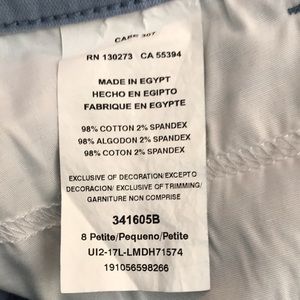 CARE 307
RN 130273 CA 55394
MADE IN EGYPT
HECHO EN EGIPTO
FABRIQUE EN EGYPTE
98% COTTON 2% SPANDEX
98% ALGODON 2% SPANDEX
98% COTON 2% SPANDEX
EXCLUSIVE OF DECORATION/EXCEPTO
DECORACION/ EXCLUSIVE OF TRIMMING/
GARNITURE NON COMPRISE
341605B
8 Petite/Pequeno/Petite
UI2-17L-LMDH71574
191056598266